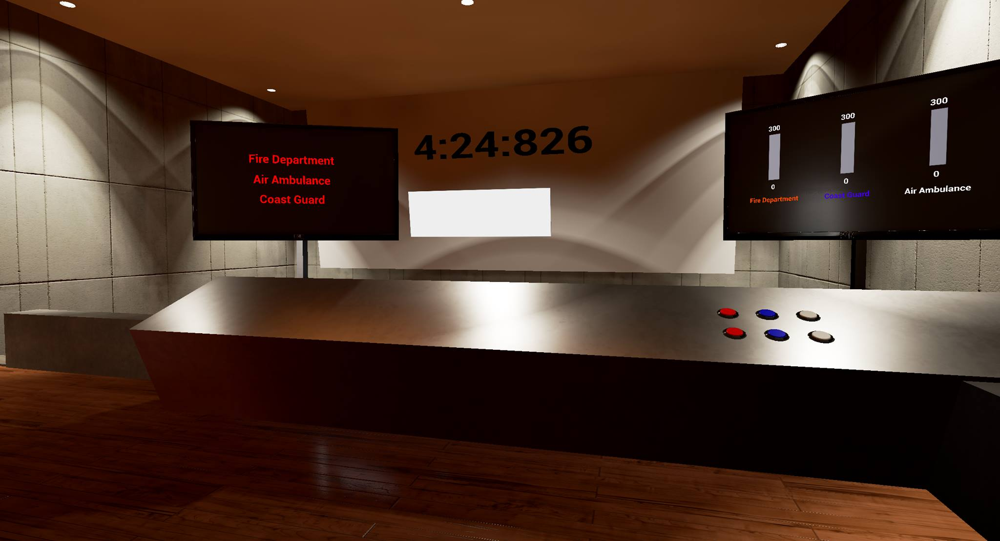 Fire Department
Air Ambulance
Coast Guard
4:24:826
300
300
300
0
0
0
Fire Department
Coast Guard
Air Ambulance